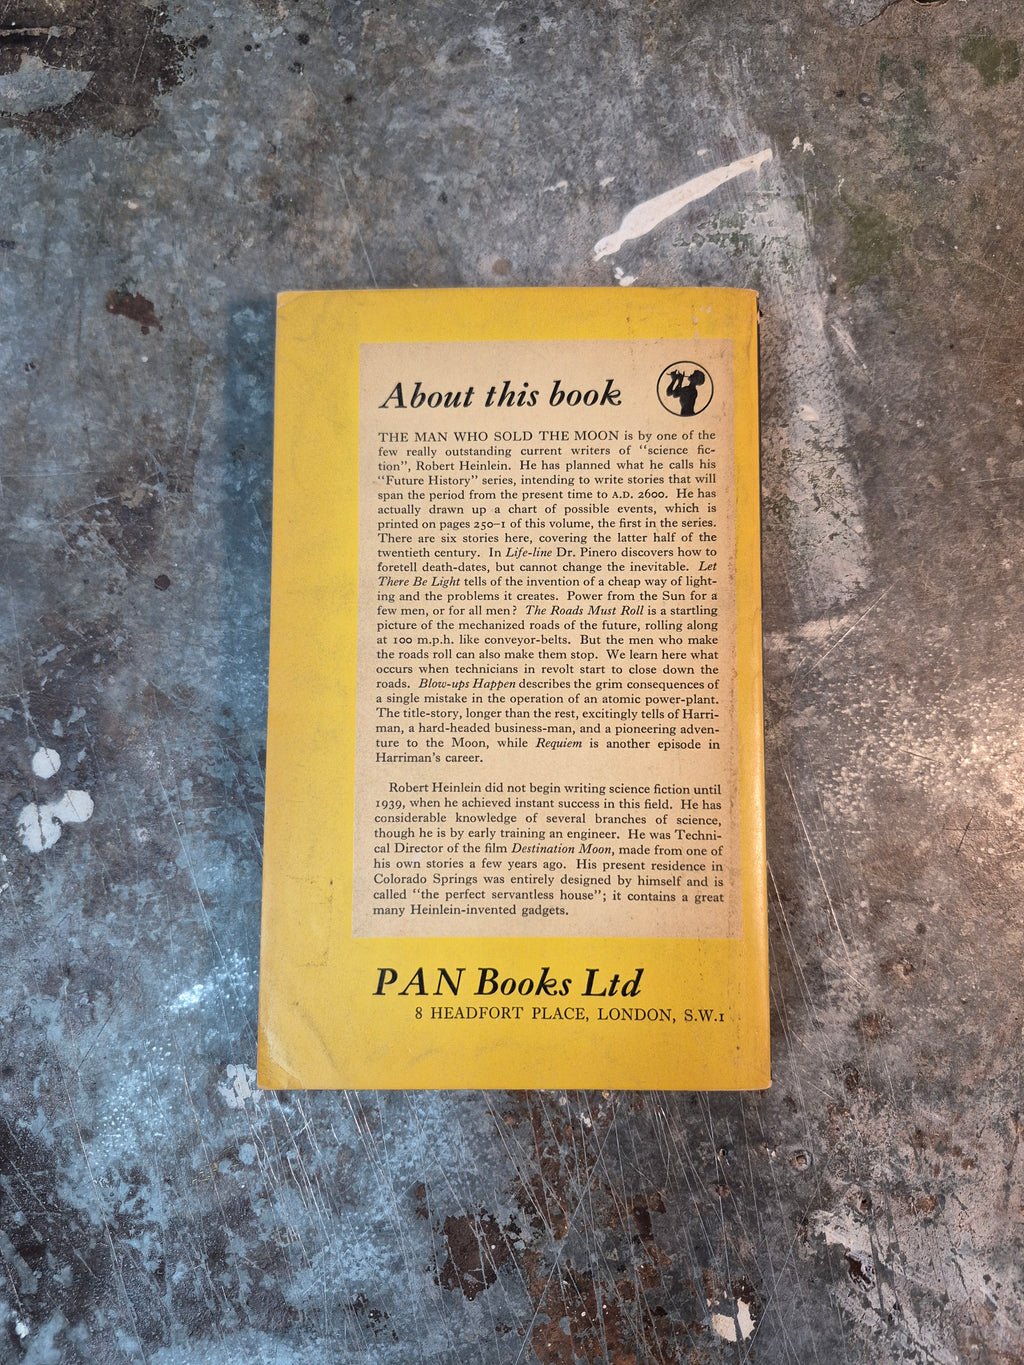 About this book
THE MAN WHO SOLD THE MOON is by one of the
few really outstanding current writers of "science fic-
tion", Robert Heinlein. He has planned what he calls his
"Future History" series, intending to write stories that will
span the period from the present time to A.D. 2600. He has
actually drawn up a chart of possible events, which is
printed on pages 250–1 of this volume, the first in the series.
There are six stories here, covering the latter half of the
twentieth century. In Life-line Dr. Pinero discovers how to
foretell death-dates, but cannot change the inevitable. Let
There Be Light tells of the invention of a cheap way of light-
ing and the problems it creates. Power from the Sun for a
few men, or for all men? The Roads Must Roll is a startling
picture of the mechanized roads of the future, rolling along
at 100 m.p.h. like conveyor-belts. But the men who make
the roads roll can also make them stop. We learn here what
occurs when technicians in revolt start to close down the
roads. Blow-ups Happen describes the grim consequences of
a single mistake in the operation of an atomic power-plant.
The title-story, longer than the rest, excitingly tells of Harri-
man, a hard-headed business-man, and a pioneering adven-
ture to the Moon, while Requiem is another episode in
Harriman's career.
Robert Heinlein did not begin writing science fiction until
1939, when he achieved instant success in this field. He has
considerable knowledge of several branches of science,
though he is by early training an engineer. He was Techni-
cal Director of the film Destination Moon, made from one of
his own stories a few years ago. His present residence in
Colorado Springs was entirely designed by himself and is
called "the perfect servantless house"; it contains a great
many Heinlein-invented gadgets.
PAN Books Ltd
8 HEADFORT PLACE, LONDON, S.W.1